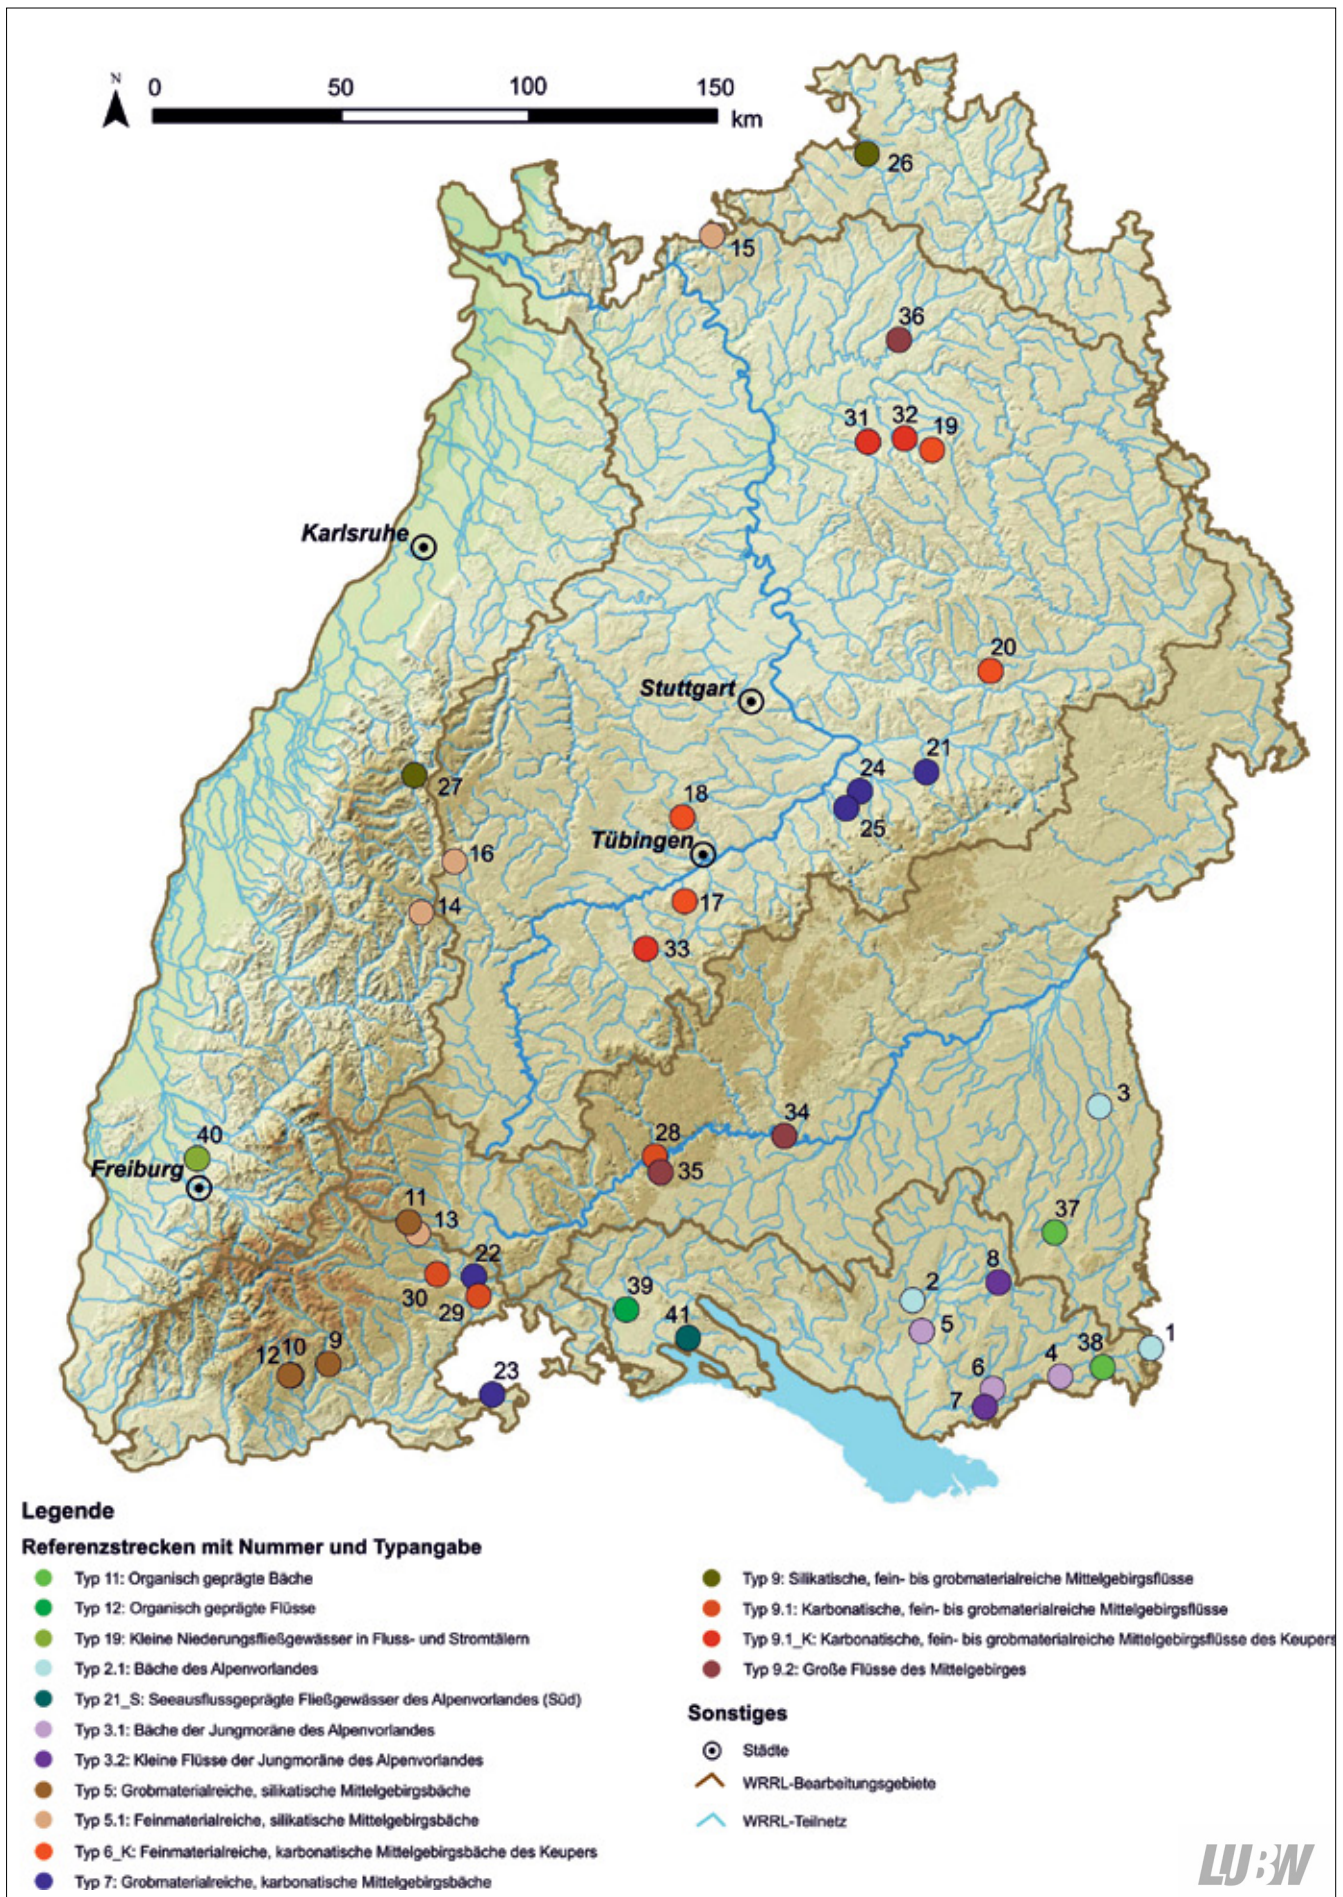 N
0 50 100 150
km
26
15
36
31 32 19
Karlsruhe
20
Stuttgart
21
24
27
18
25
Tübingen
16
14
17
33
3
34
40
28
Freiburg
35
11
13
37
22
8
30
29
2
39
5
41
1
12 10 9
38
4
6
23
7
Legende
Referenzstrecken mit Nummer und Typangabe
Typ 11: Organisch geprägte Bäche
Typ 12: Organisch geprägte Flüsse
Typ 19: Kleine Niederungsfließgewässer in Fluss- und Stromtälern
Typ 2.1: Bäche des Alpenvorlandes
Typ 21_S: Seeausflussgeprägte Fließgewässer des Alpenvorlandes (Süd)
Typ 3.1: Bäche der Jungmoräne des Alpenvorlandes
Typ 3.2: Kleine Flüsse der Jungmoräne des Alpenvorlandes
Typ 5: Grobmaterialreiche, silikatische Mittelgebirgsbäche
Typ 5.1: Feinmaterialreiche, silikatische Mittelgebirgsbäche
Typ 6_K: Feinmaterialreiche, karbonatische Mittelgebirgsbäche des Keupers
Typ 7: Grobmaterialreiche, karbonatische Mittelgebirgsbäche
Typ 9: Silikatische, fein- bis grobmaterialreiche Mittelgebirgsflüsse
Typ 9.1: Karbonatische, fein- bis grobmaterialreiche Mittelgebirgsflüsse
Typ 9.1_K: Karbonatische, fein- bis grobmaterialreiche Mittelgebirgsflüsse des Keupers
Typ 9.2: Große Flüsse des Mittelgebirges
Sonstiges
Städte
WRRL-Bearbeitungsgebiete
WRRL-Teilnetz
LUBW